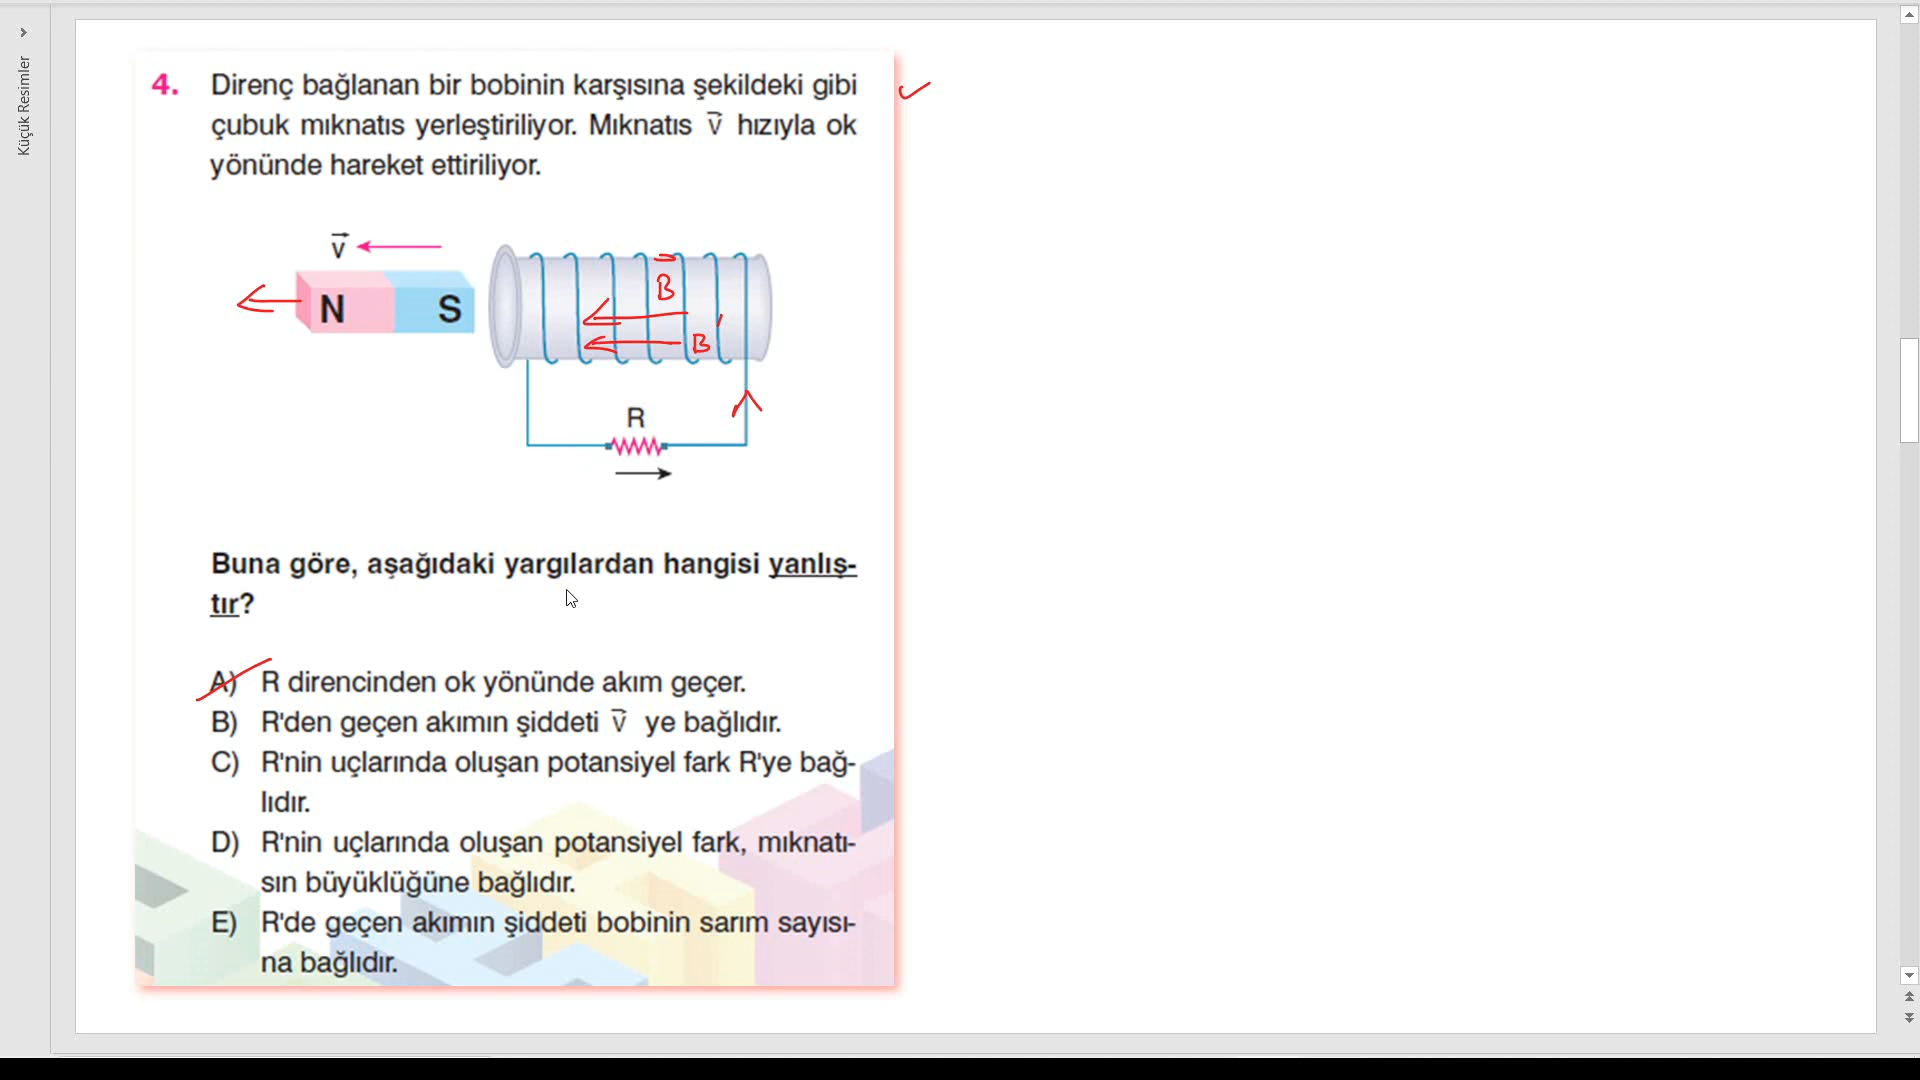 Küçük Resimler
4. Direnç bağlanan bir bobinin karşısına şekildeki gibi
çubuk mıknatıs yerleştiriliyor. Mıknatıs v⃗ hızıyla ok
yönünde hareket ettiriliyor.
v⃗
N S
B
B'
R
Buna göre, aşağıdaki yargılardan hangisi yanlış-
tır?
A) R direncinden ok yönünde akım geçer.
B) R'den geçen akımın şiddeti v⃗ ye bağlıdır.
C) R'nin uçlarında oluşan potansiyel fark R'ye bağ-
lıdır.
D) R'nin uçlarında oluşan potansiyel fark, mıknatı-
sın büyüklüğüne bağlıdır.
E) R'de geçen akımın şiddeti bobinin sarım sayısı-
na bağlıdır.